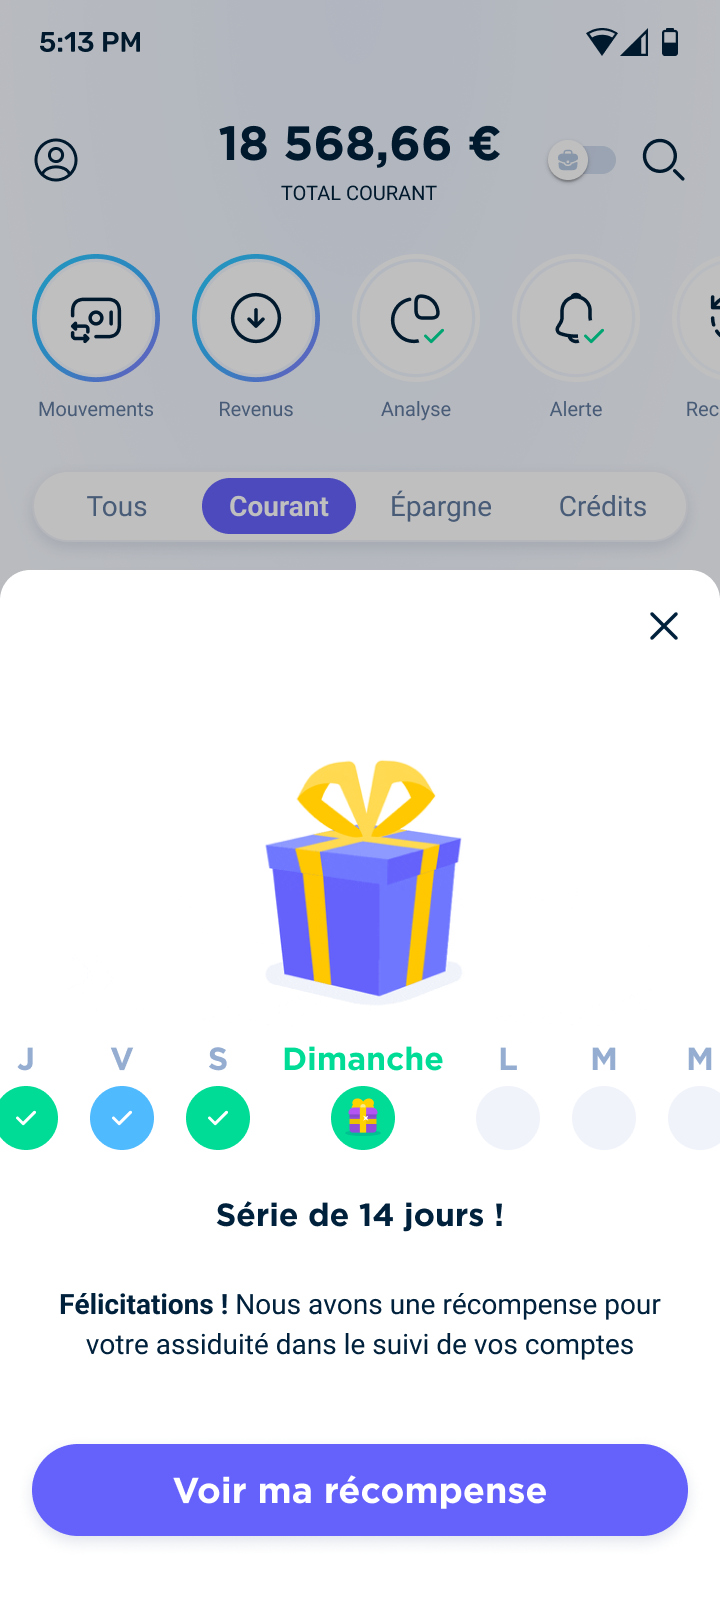 5:13 PM
18 568,66 €
TOTAL COURANT
Mouvements
Revenus
Analyse
Alerte
Rec
Tous
Courant
Épargne
Crédits
J
V
S
Dimanche
L
M
M
Série de 14 jours !
Félicitations ! Nous avons une récompense pour
votre assiduité dans le suivi de vos comptes
Voir ma récompense